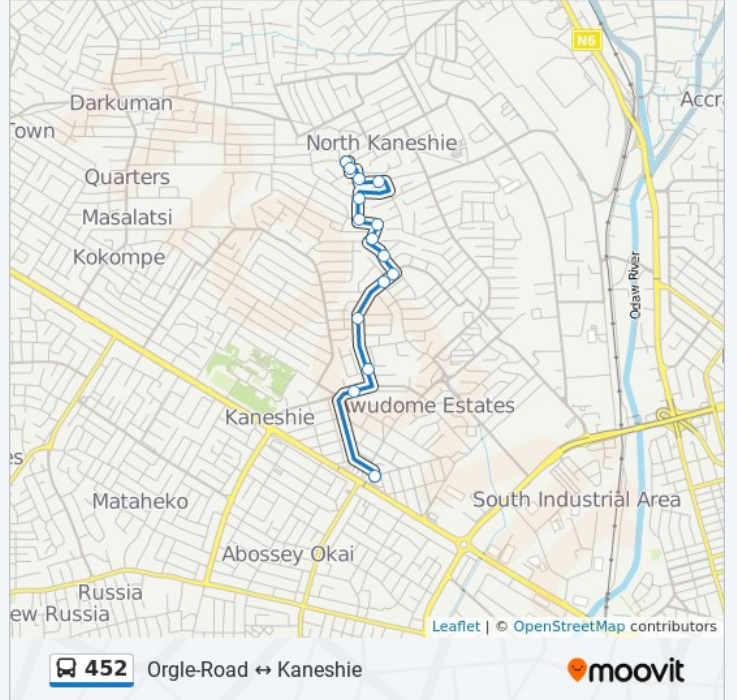 N6
Darkuman
Accr
Town
North Kaneshie
Quarters
Masalatsi
Kokompe
Odaw River
Kaneshie
wudome Estates
es
Mataheko
South Industrial Area
Abossey Okai
Russia
ew Russia
Leaflet | © OpenStreetMap contributors
452 Orgle-Road ↔ Kaneshie
moovit